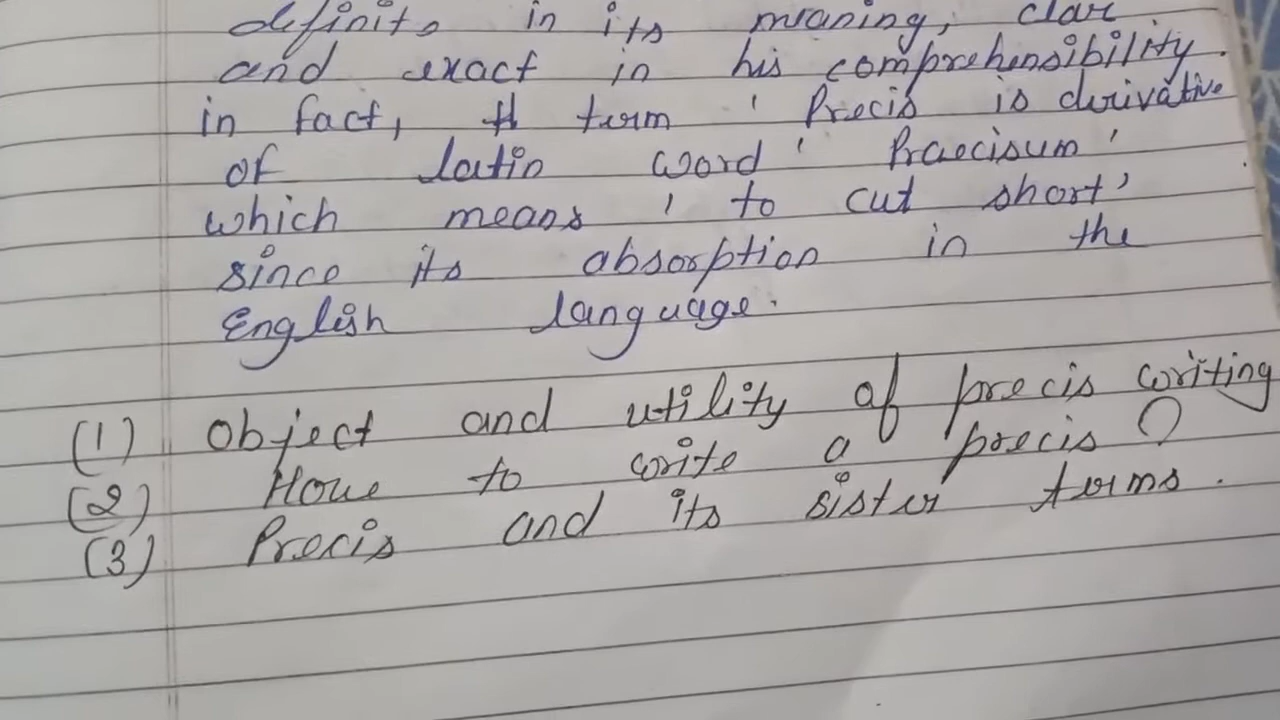 definite in its meaning, clar
and exact in his comprehensibility.
in fact, th term ' Precis is derivative
of latin word ' Praecisum '
which means ' to cut short'
since its absorption in the
English language.
(1) Object and utility of precis writing
(2) How to write a precis ?
(3) Precis and its sister terms.